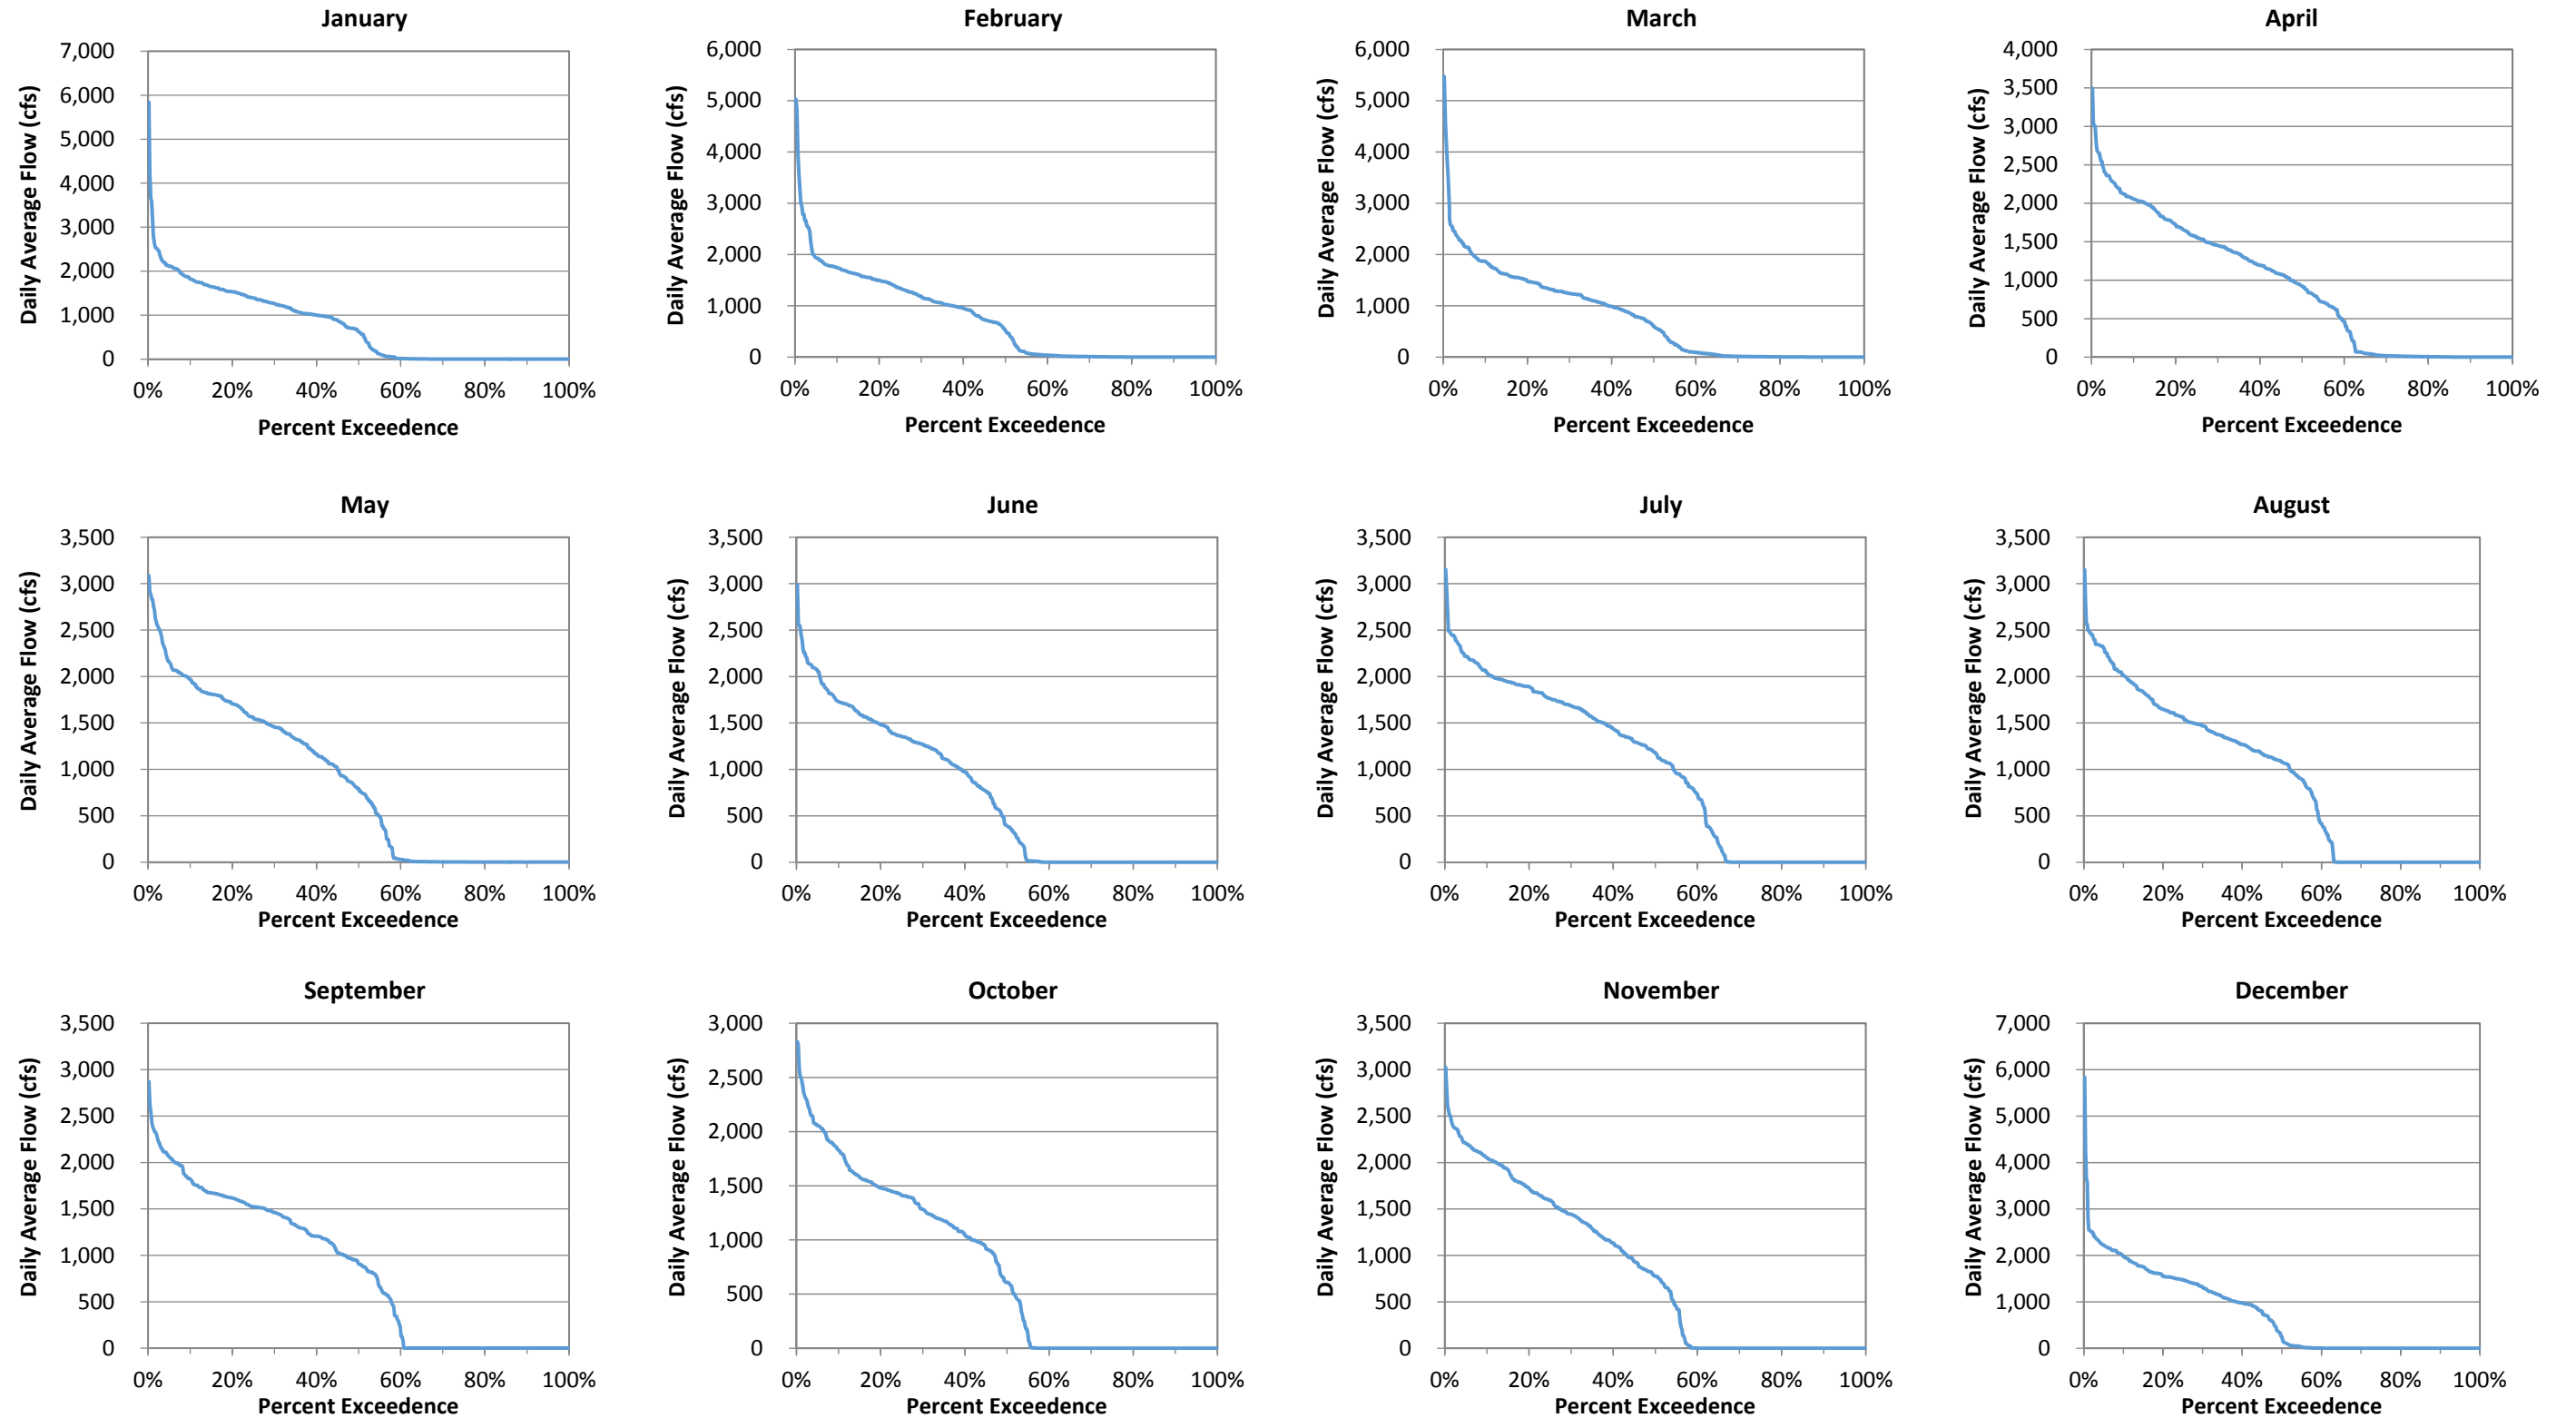 January
February
March
April
7,000
6,000
5,000
4,000
3,000
2,000
1,000
0
0% 20% 40% 60% 80% 100%
Daily Average Flow (cfs)
Percent Exceedence
6,000
5,000
4,000
3,000
2,000
1,000
0
0% 20% 40% 60% 80% 100%
Daily Average Flow (cfs)
Percent Exceedence
6,000
5,000
4,000
3,000
2,000
1,000
0
0% 20% 40% 60% 80% 100%
Daily Average Flow (cfs)
Percent Exceedence
4,000
3,500
3,000
2,500
2,000
1,500
1,000
500
0
0% 20% 40% 60% 80% 100%
Daily Average Flow (cfs)
Percent Exceedence
May
June
July
August
3,500
3,000
2,500
2,000
1,500
1,000
500
0
0% 20% 40% 60% 80% 100%
Daily Average Flow (cfs)
Percent Exceedence
3,500
3,000
2,500
2,000
1,500
1,000
500
0
0% 20% 40% 60% 80% 100%
Daily Average Flow (cfs)
Percent Exceedence
3,500
3,000
2,500
2,000
1,500
1,000
500
0
0% 20% 40% 60% 80% 100%
Daily Average Flow (cfs)
Percent Exceedence
3,500
3,000
2,500
2,000
1,500
1,000
500
0
0% 20% 40% 60% 80% 100%
Daily Average Flow (cfs)
Percent Exceedence
September
October
November
December
3,500
3,000
2,500
2,000
1,500
1,000
500
0
0% 20% 40% 60% 80% 100%
Daily Average Flow (cfs)
Percent Exceedence
3,000
2,500
2,000
1,500
1,000
500
0
0% 20% 40% 60% 80% 100%
Daily Average Flow (cfs)
Percent Exceedence
3,500
3,000
2,500
2,000
1,500
1,000
500
0
0% 20% 40% 60% 80% 100%
Daily Average Flow (cfs)
Percent Exceedence
7,000
6,000
5,000
4,000
3,000
2,000
1,000
0
0% 20% 40% 60% 80% 100%
Daily Average Flow (cfs)
Percent Exceedence